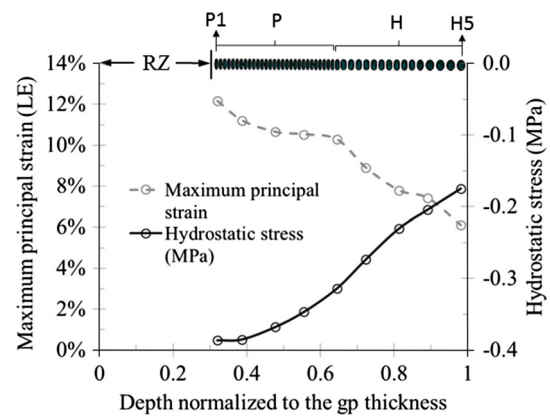 P1 P H H5
RZ
14%
12%
10%
8%
6%
4%
2%
0%
Maximum principal strain (LE)
0.0
-0.1
-0.2
-0.3
-0.4
Hydrostatic stress (MPa)
Maximum principal
strain
Hydrostatic stress
(MPa)
0 0.2 0.4 0.6 0.8 1
Depth normalized to the gp thickness